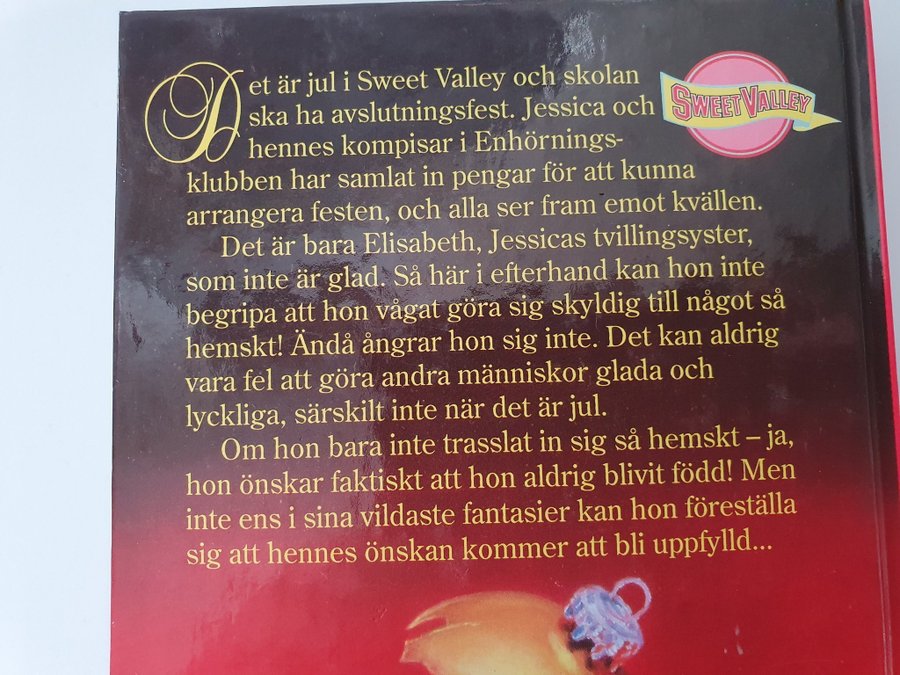 Det är jul i Sweet Valley och skolan
ska ha avslutningsfest. Jessica och
hennes kompisar i Enhörnings-
klubben har samlat in pengar för att kunna
arrangera festen, och alla ser fram emot kvällen.
Det är bara Elisabeth, Jessicas tvillingsyster,
som inte är glad. Så här i efterhand kan hon inte
begripa att hon vågat göra sig skyldig till något så
hemskt! Ändå ångrar hon sig inte. Det kan aldrig
vara fel att göra andra människor glada och
lyckliga, särskilt inte när det är jul.
Om hon bara inte trasslat in sig så hemskt – ja,
hon önskar faktiskt att hon aldrig blivit född! Men
inte ens i sina vildaste fantasier kan hon föreställa
sig att hennes önskan kommer att bli uppfylld...
SWEET VALLEY